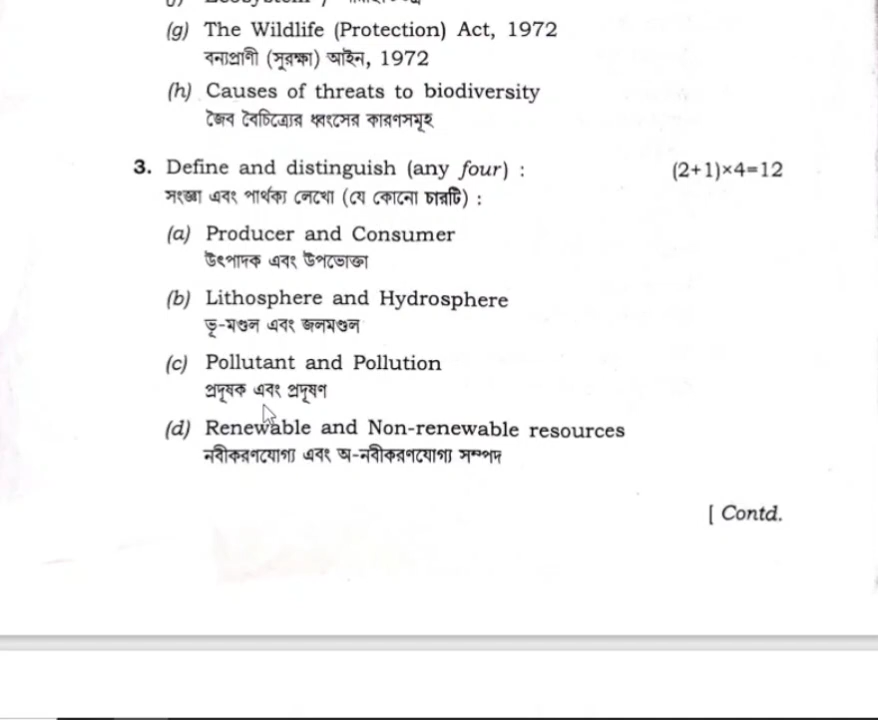 (g) The Wildlife (Protection) Act, 1972
বন্যপ্রাণী (সুরক্ষা) আইন, 1972
(h) Causes of threats to biodiversity
জৈব বৈচিত্র্যের ধ্বংসের কারণসমূহ
3. Define and distinguish (any four) : (2+1)×4=12
সংজ্ঞা এবং পার্থক্য লেখো (যে কোনো চারটি) :
(a) Producer and Consumer
উৎপাদক এবং উপভোক্তা
(b) Lithosphere and Hydrosphere
ভূ-মণ্ডল এবং জলমণ্ডল
(c) Pollutant and Pollution
প্রদূষক এবং প্রদূষণ
(d) Renewable and Non-renewable resources
নবীকরণযোগ্য এবং অ-নবীকরণযোগ্য সম্পদ
[ Contd.